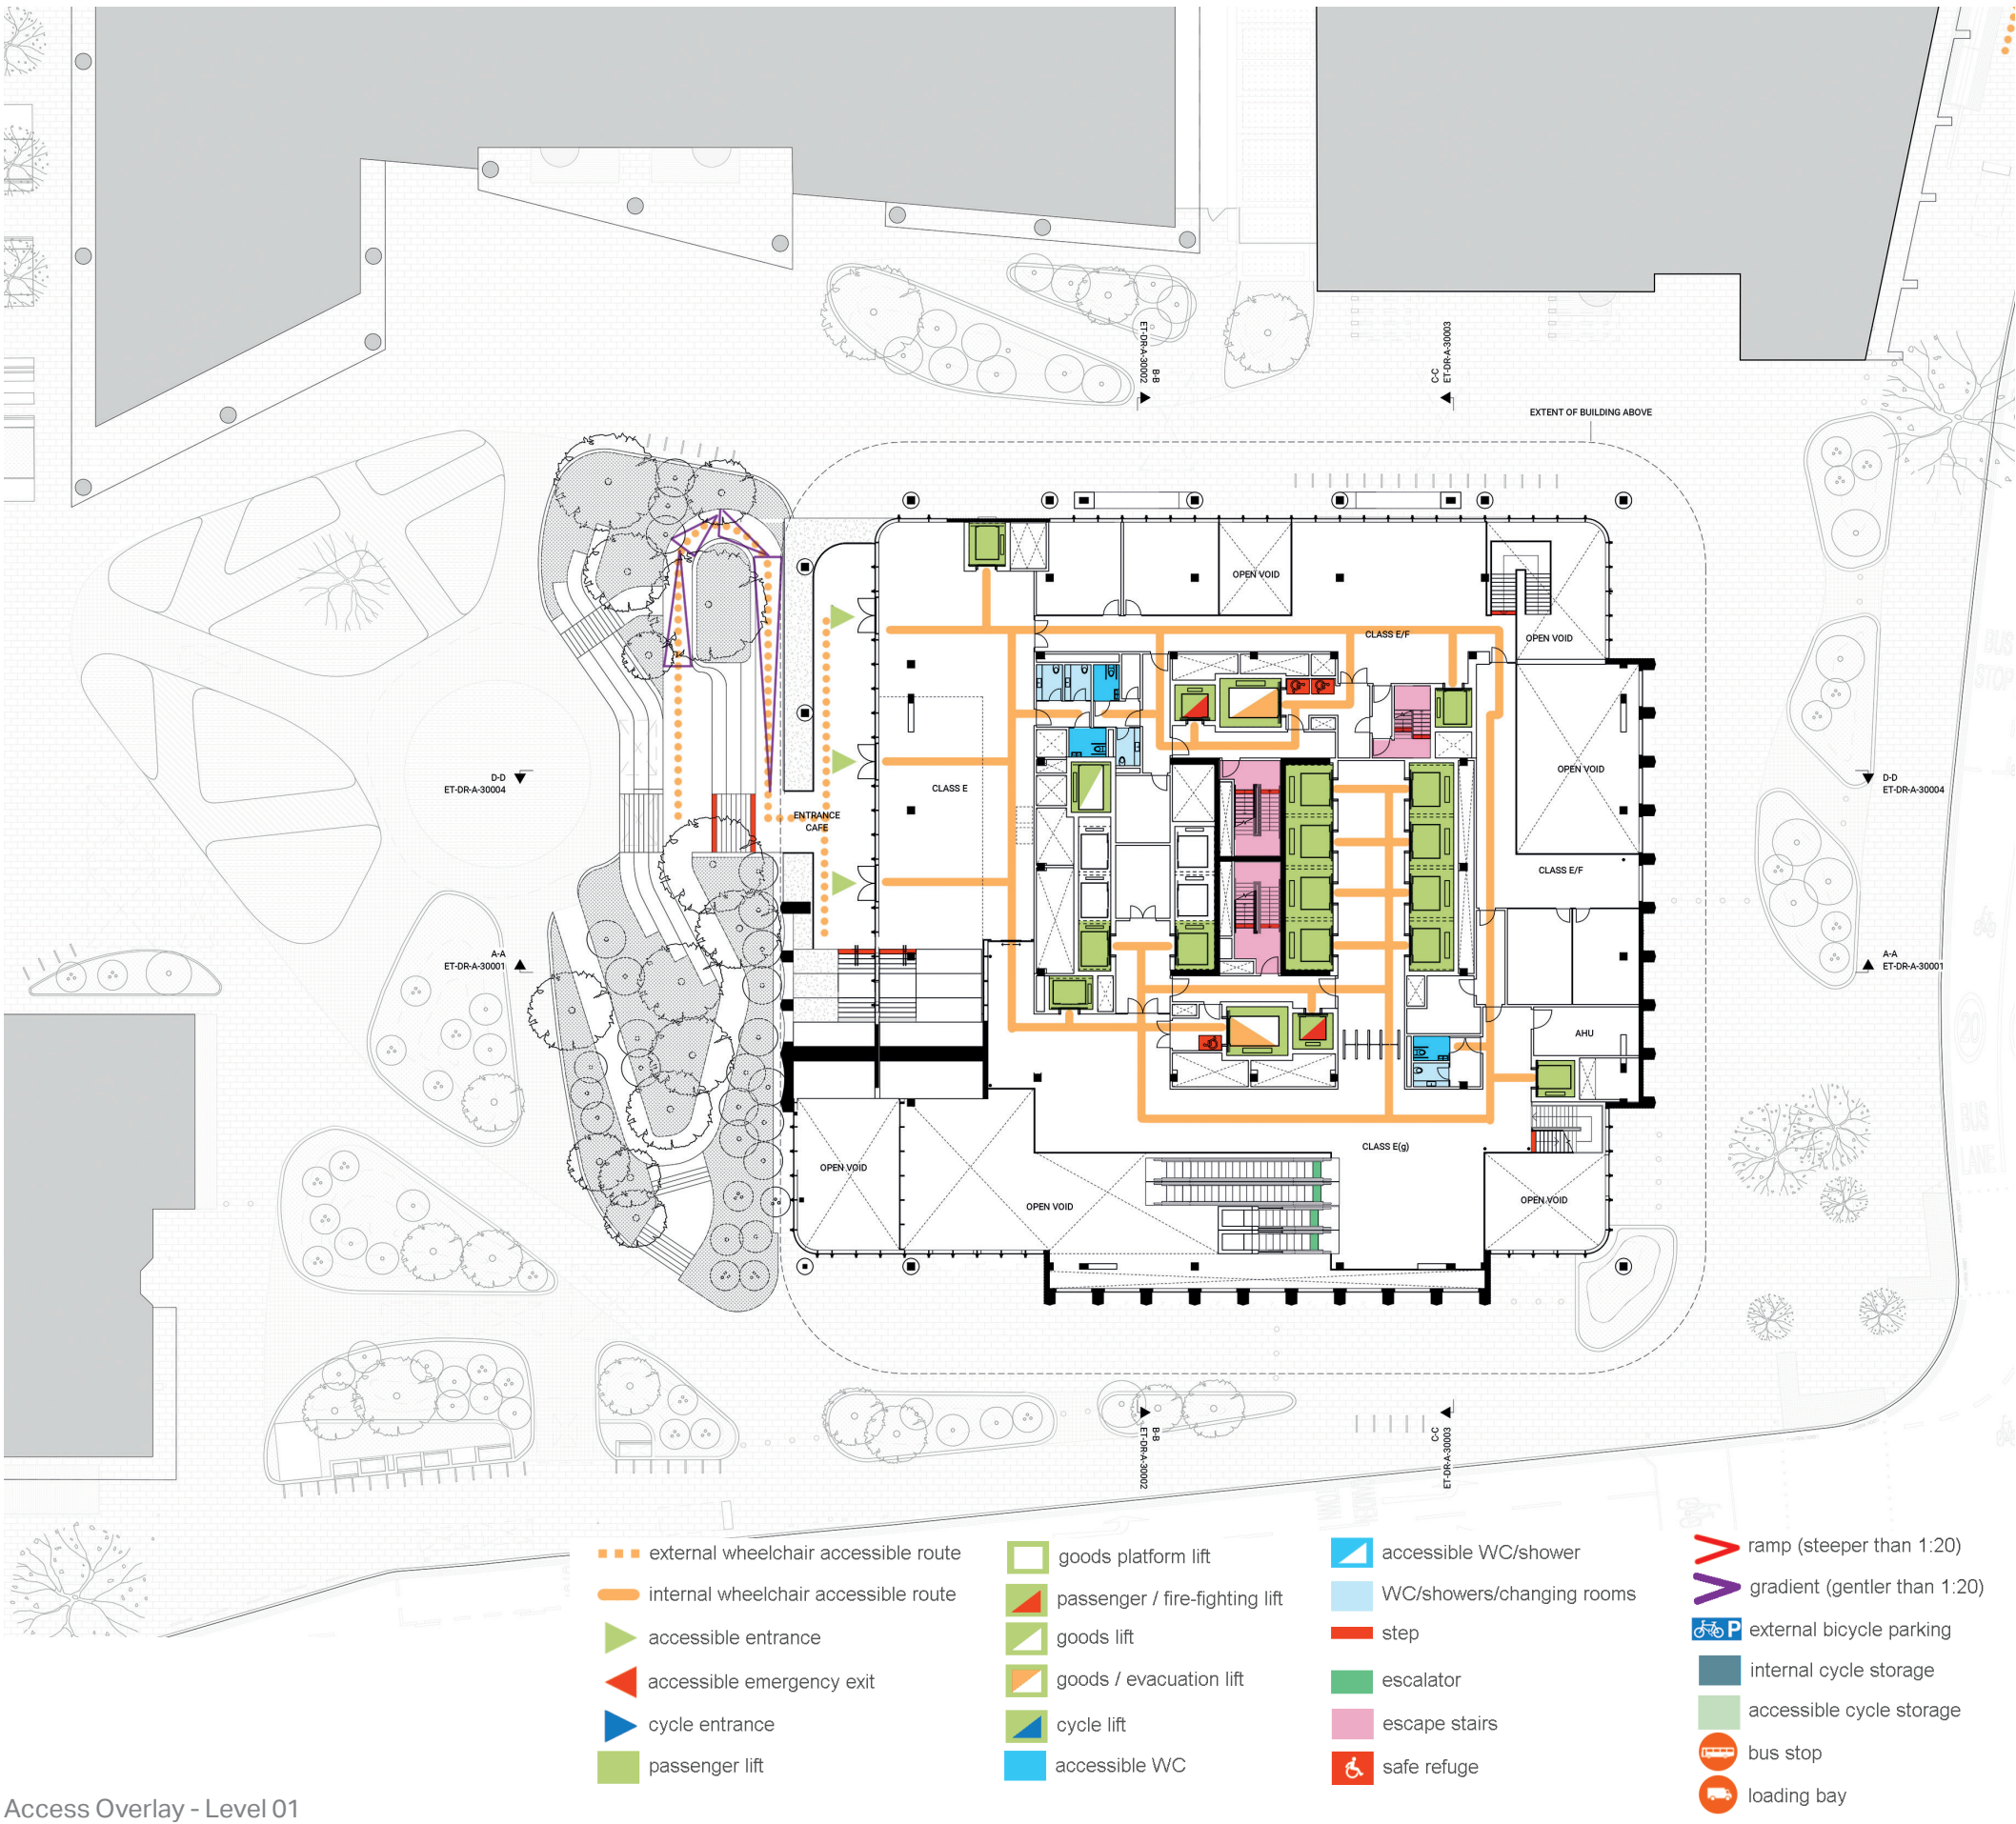 ET-DR-A-30002
B-B
C-C
ET-DR-A-30003
EXTENT OF BUILDING ABOVE
OPEN VOID
CLASS E/F
OPEN VOID
BUS
STOP
D-D
ET-DR-A-30004
CLASS E
OPEN VOID
D-D
ET-DR-A-30004
ENTRANCE
CAFE
CLASS E/F
A-A
ET-DR-A-30001
A-A
ET-DR-A-30001
AHU
BUS
LANE
CLASS E(g)
OPEN VOID
OPEN VOID
OPEN VOID
B-B
ET-DR-A-30002
C-C
ET-DR-A-30003
external wheelchair accessible route
internal wheelchair accessible route
accessible entrance
accessible emergency exit
cycle entrance
passenger lift
goods platform lift
passenger / fire-fighting lift
goods lift
goods / evacuation lift
cycle lift
accessible WC
accessible WC/shower
WC/showers/changing rooms
step
escalator
escape stairs
safe refuge
ramp (steeper than 1:20)
gradient (gentler than 1:20)
P external bicycle parking
internal cycle storage
accessible cycle storage
bus stop
loading bay
Access Overlay - Level 01